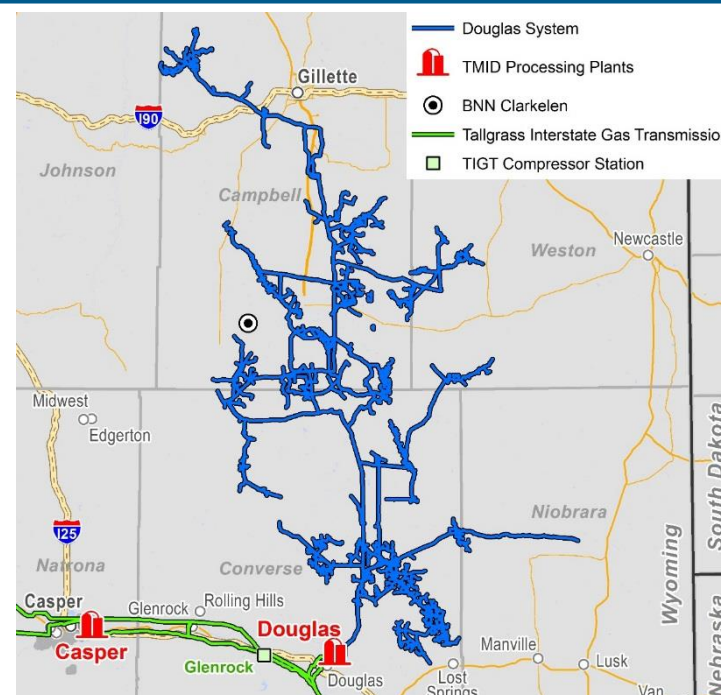 Douglas System
TMID Processing Plants
BNN Clarkelen
Tallgrass Interstate Gas Transmissio
TIGT Compressor Station
Gillette
I90
Johnson
Campbell
Weston
Newcastle
Midwest
Edgerton
I25
Natrona
Converse
Niobrara
Wyoming
South Dakota
Nebraska
Casper
Glenrock
Rolling Hills
Casper
Douglas
Glenrock
Douglas
Lost
Springs
Manville
Lusk
Van